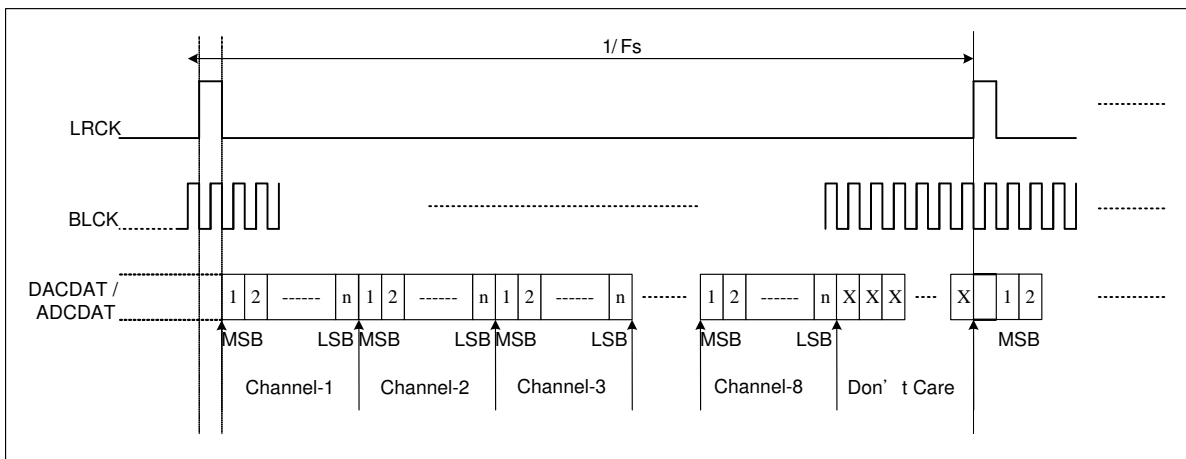 1/ Fs
LRCK
BLCK
DACDAT /
ADCDAT
1 2 ------ n 1 2 ------ n 1 2 ------ n 1 2 ------ n X X X X 1 2
MSB LSB MSB LSB MSB LSB MSB LSB MSB
Channel-1 Channel-2 Channel-3 Channel-8 Don’ t Care